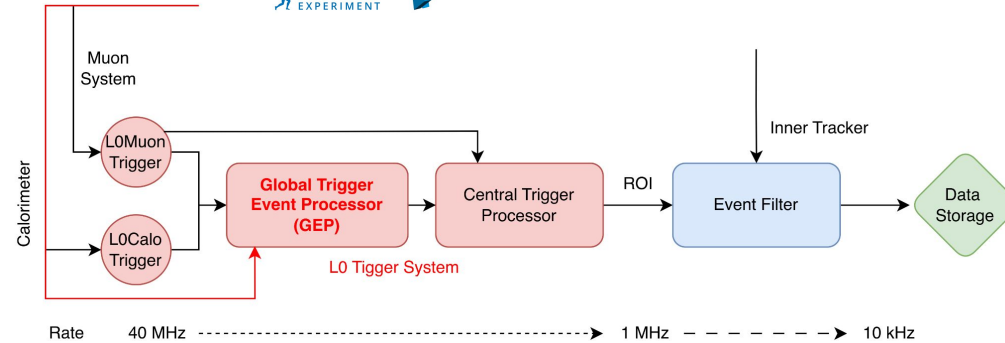 EXPERIMENT
Muon
System
Calorimeter
L0Muon
Trigger
L0Calo
Trigger
Global Trigger
Event Processor
(GEP)
Central Trigger
Processor
ROI
Event Filter
Inner Tracker
Data
Storage
L0 Tigger System
Rate 40 MHz 1 MHz 10 kHz